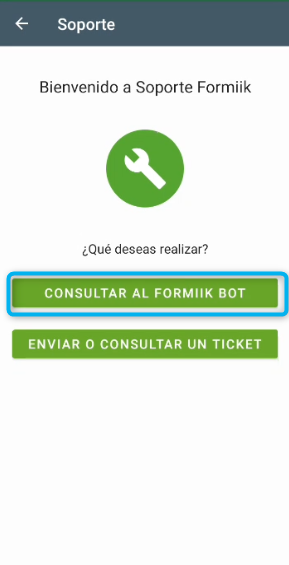 Soporte
Bienvenido a Soporte Formiik
¿Qué deseas realizar?
CONSULTAR AL FORMIIK BOT
ENVIAR O CONSULTAR UN TICKET